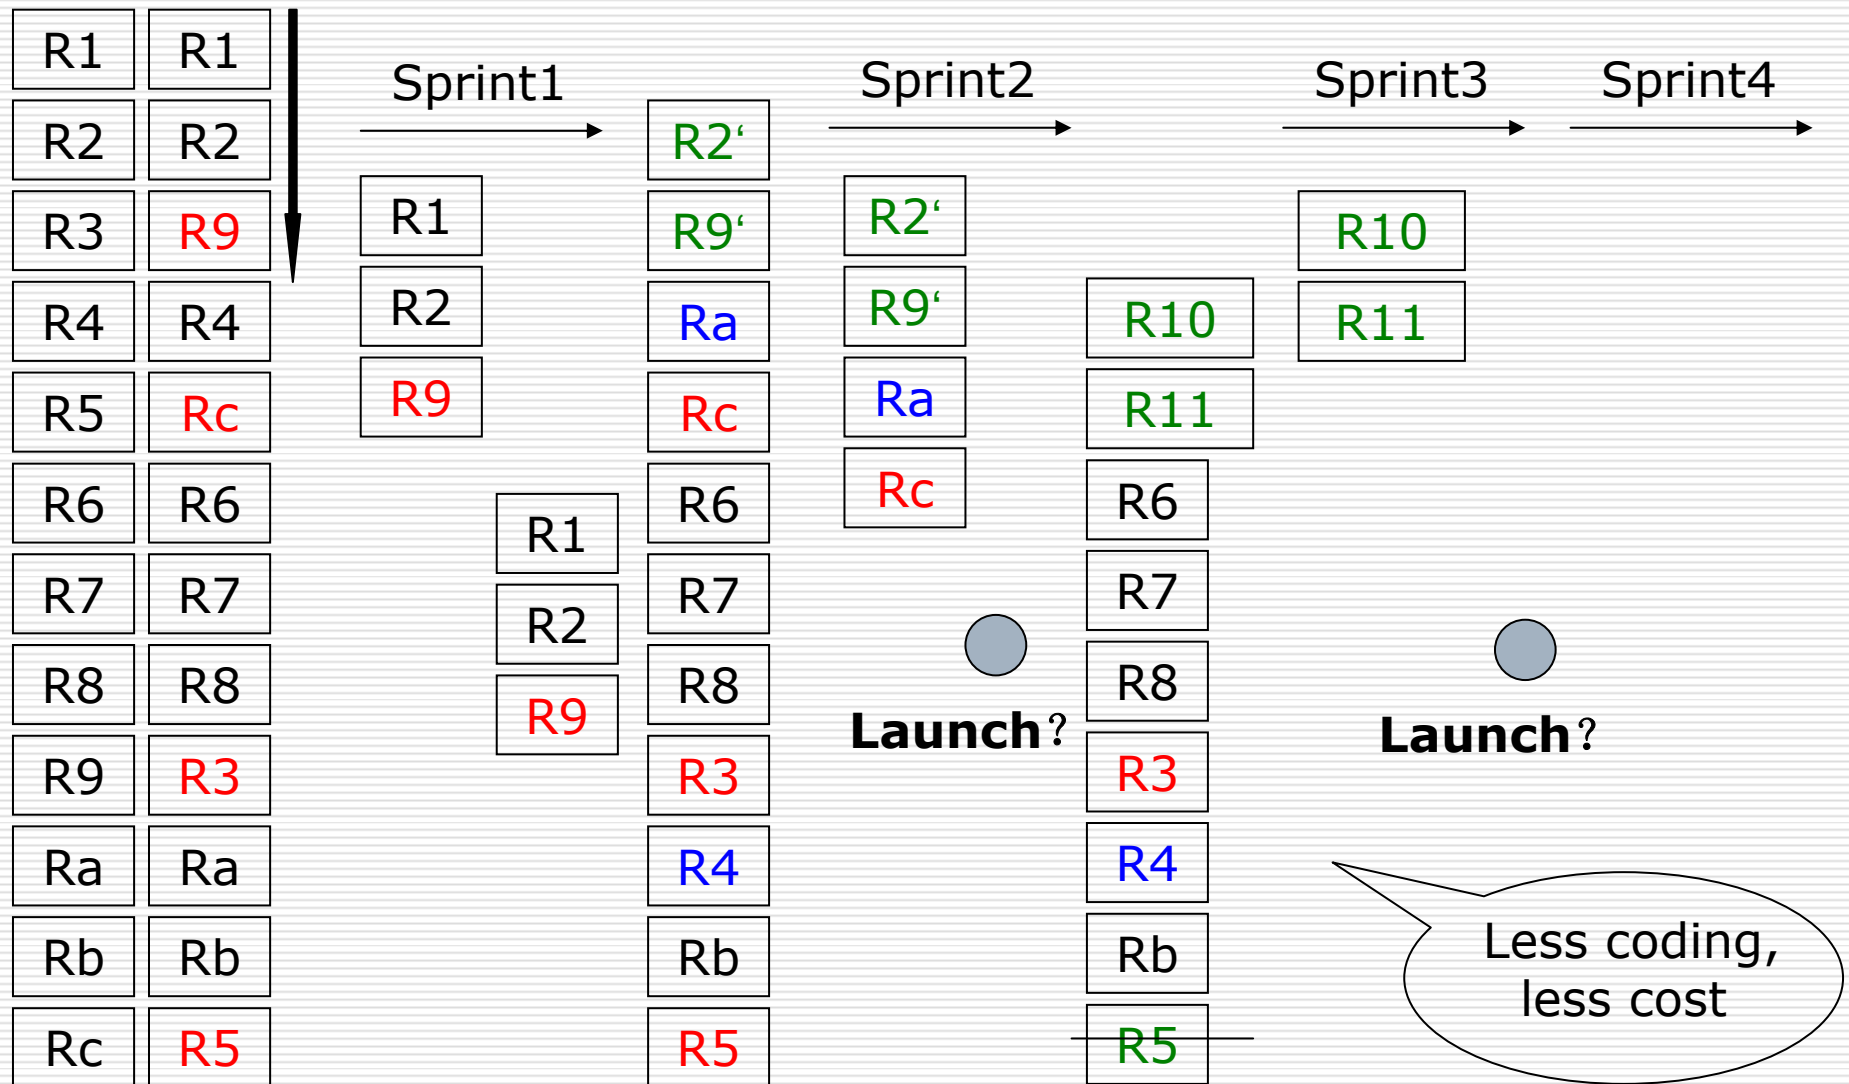 R1
R2
R3
R4
R5
R6
R7
R8
R9
Ra
Rb
Rc
R1
R2
R9
R4
Rc
R6
R7
R8
R3
Ra
Rb
R5
Sprint1
R1
R2
R9
R1
R2
R9
R2‘
R9‘
Ra
Rc
R6
R7
R8
R3
R4
Rb
R5
Sprint2
R2‘
R9‘
Ra
Rc
Launch？
R10
R11
R6
R7
R8
R3
R4
Rb
R5
Sprint3
R10
R11
Launch？
Sprint4
Less coding,
less cost